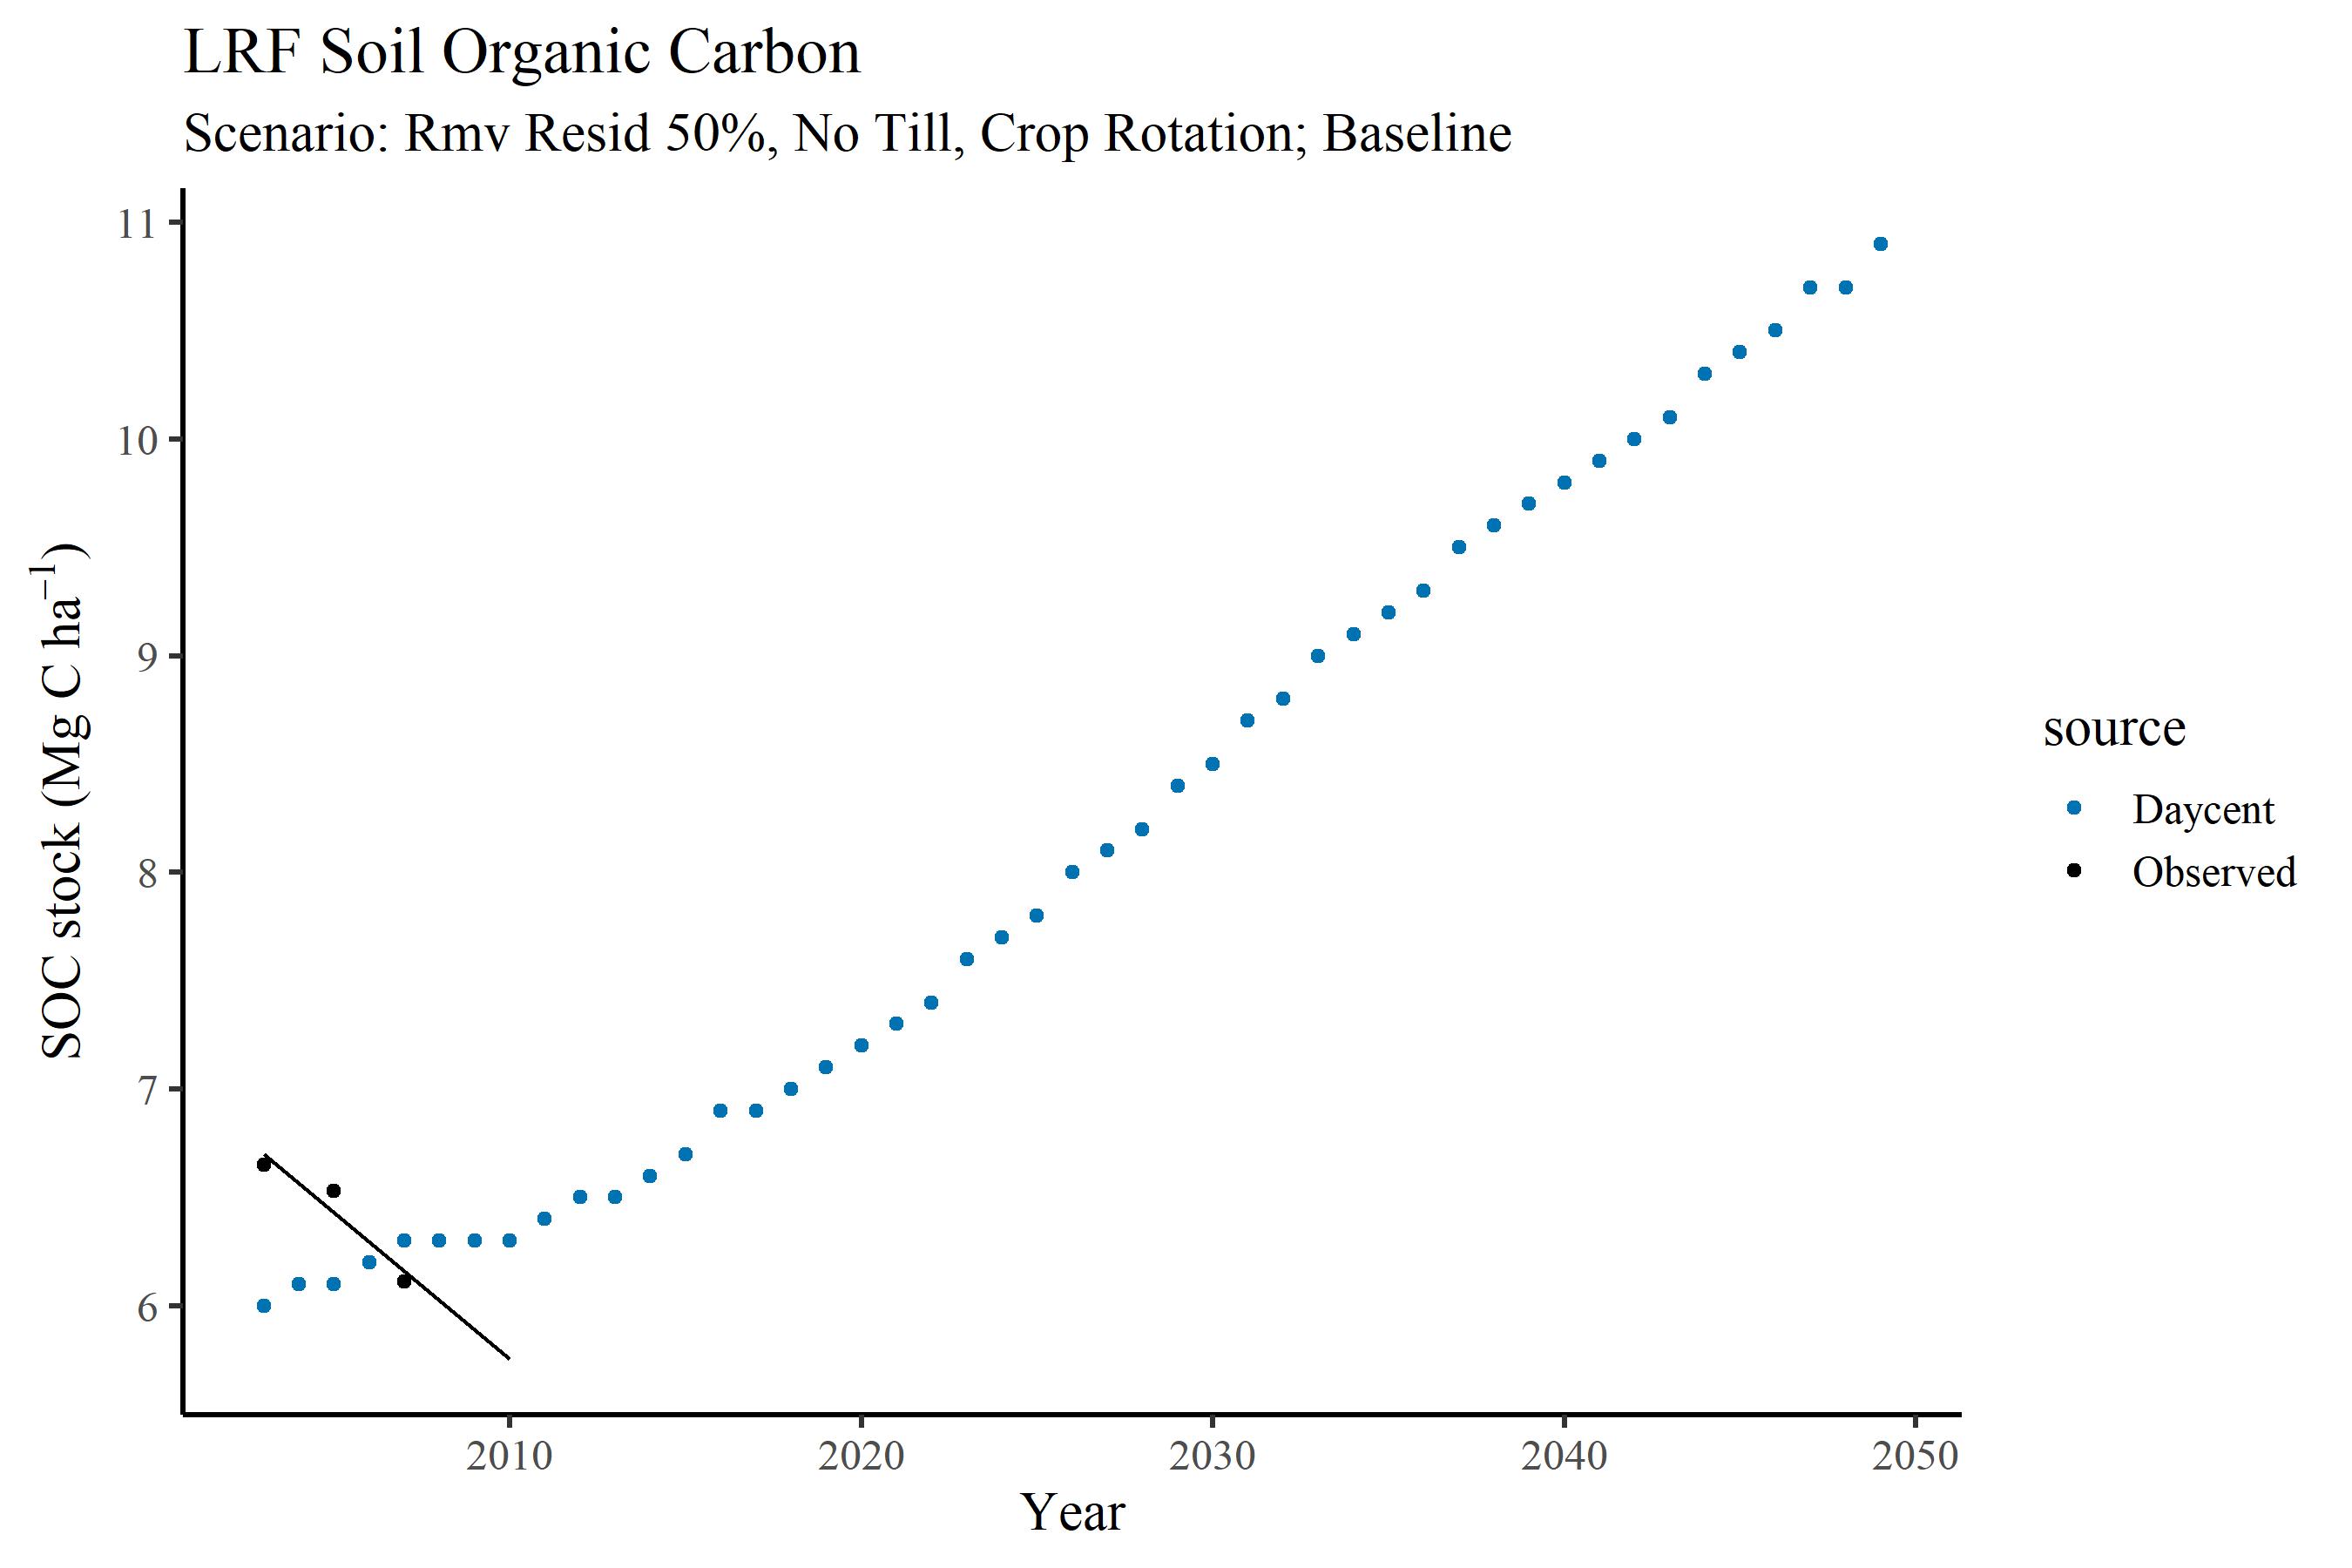 LRF Soil Organic Carbon
Scenario: Rmv Resid 50%, No Till, Crop Rotation; Baseline
SOC stock (Mg C ha⁻¹)
11
10
9
8
7
6
2010 2020 2030 2040 2050
Year
source
Daycent
Observed